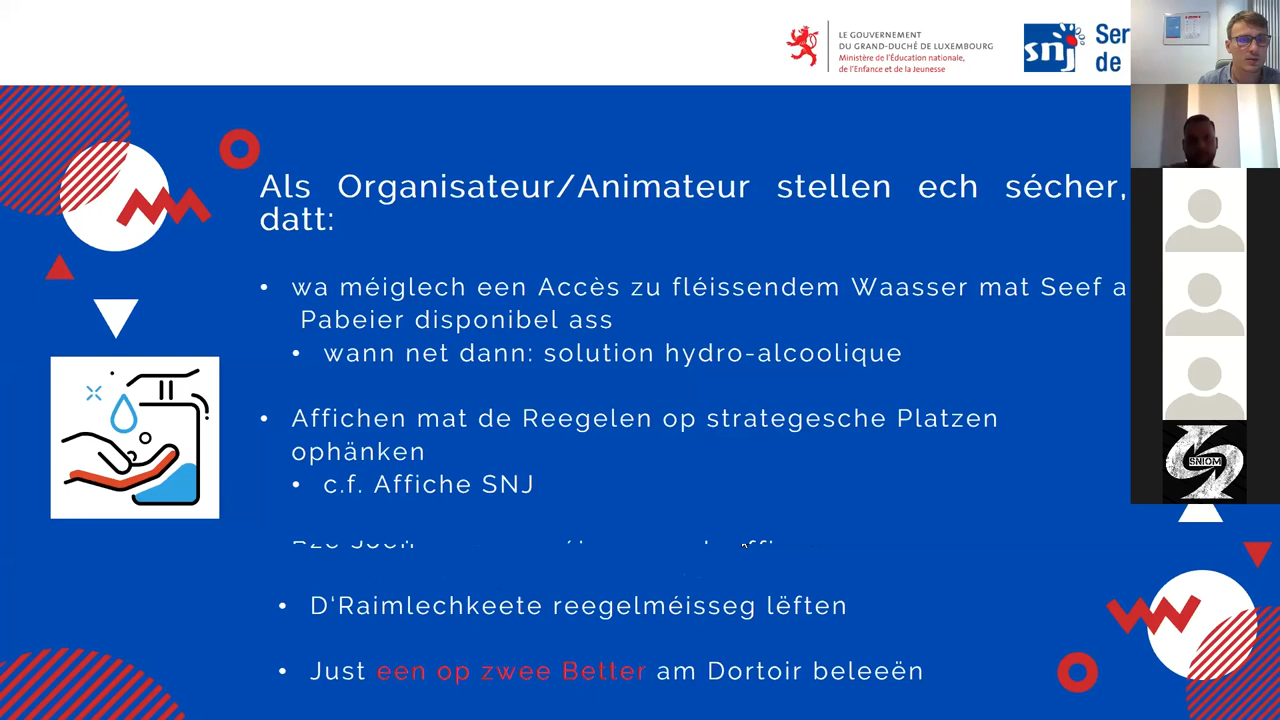 LE GOUVERNEMENT
DU GRAND-DUCHÉ DE LUXEMBOURG
Ministère de l'Éducation nationale,
de l'Enfance et de la Jeunesse
snj
Ser
de
Als Organisateur/Animateur stellen ech sécher,
datt:
• wa méiglech een Accès zu fléissendem Waasser mat Seef a
Pabeier disponibel ass
• wann net dann: solution hydro-alcoolique
• Affichen mat de Reegelen op strategesche Platzen
ophänken
• c.f. Affiche SNJ
• D'Raimlechkeete reegelméisseg lëften
• Just een op zwee Better am Dortoir beleeën
SNIOM